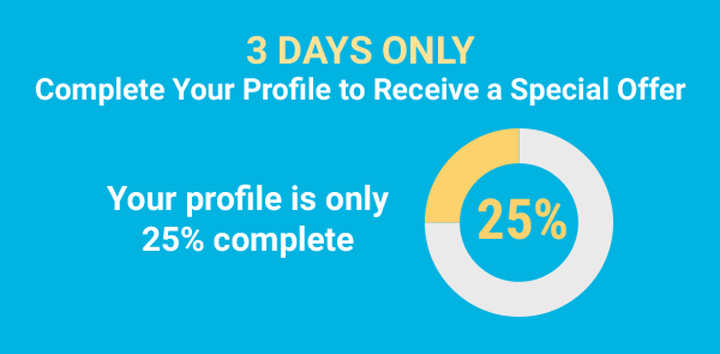 3 DAYS ONLY
Complete Your Profile to Receive a Special Offer
Your profile is only
25% complete
25%